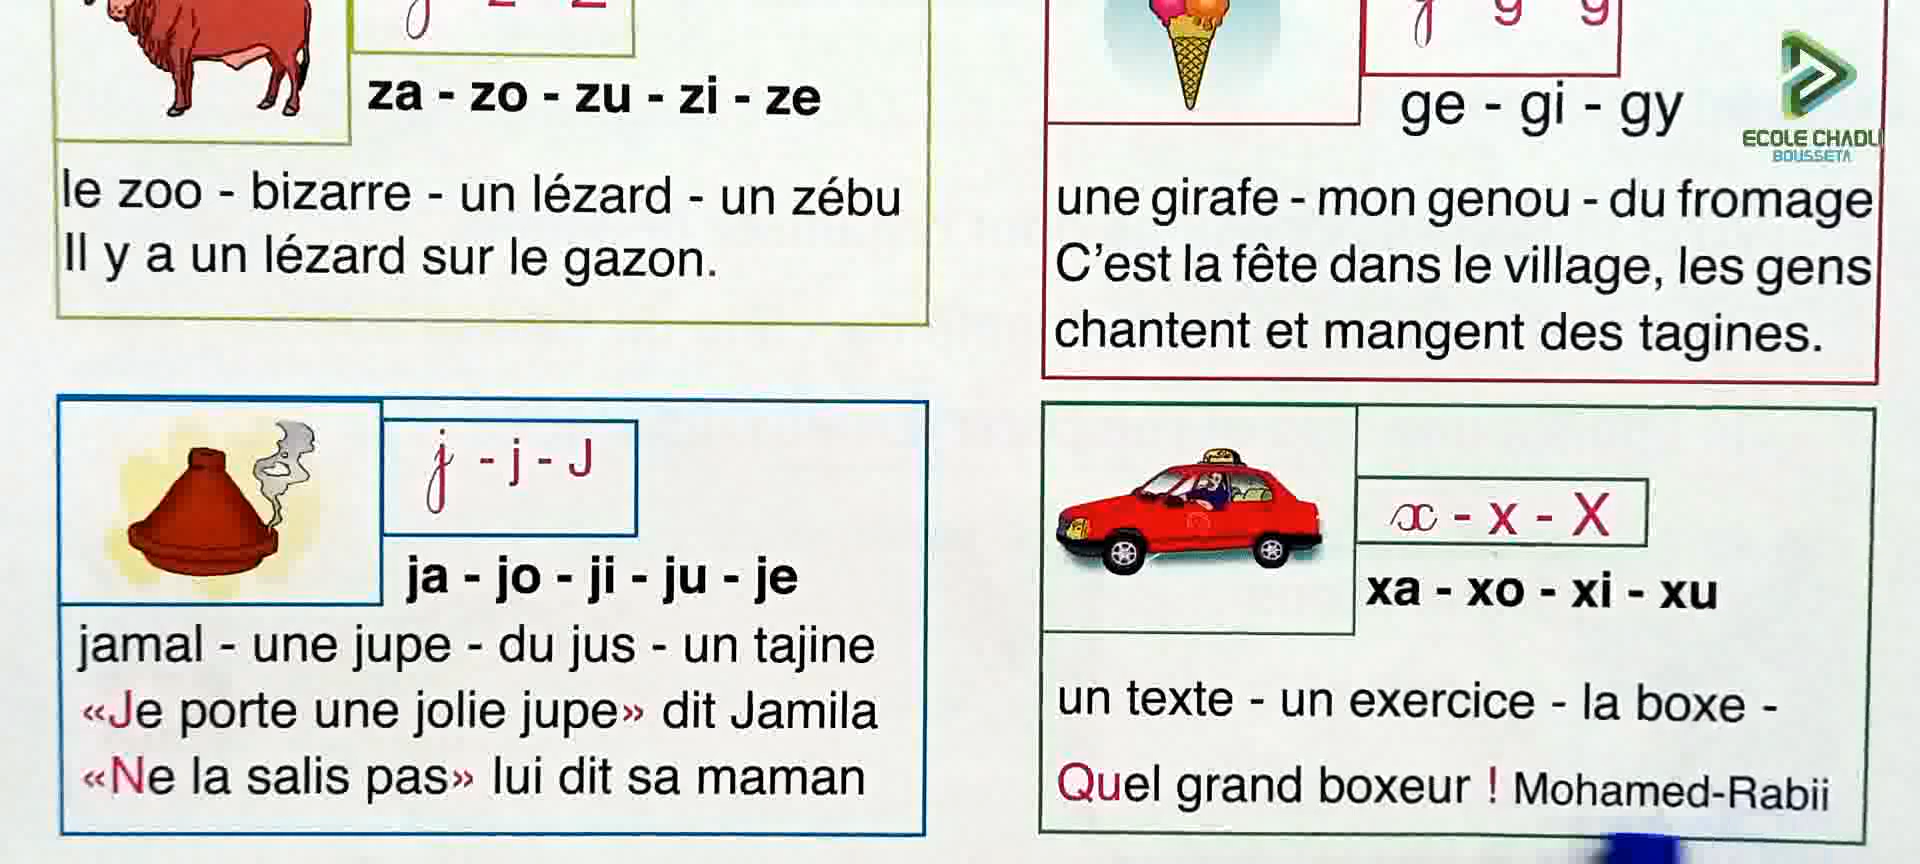 za - zo - zu - zi - ze
le zoo - bizarre - un lézard - un zébu
Il y a un lézard sur le gazon.
ge - gi - gy
une girafe - mon genou - du fromage
C'est la fête dans le village, les gens
chantent et mangent des tagines.
ECOLE CHADLI
BOUSSETA
j - j - J
ja - jo - ji - ju - je
jamal - une jupe - du jus - un tajine
«Je porte une jolie jupe» dit Jamila
«Ne la salis pas» lui dit sa maman
x - x - X
xa - xo - xi - xu
un texte - un exercice - la boxe -
Quel grand boxeur ! Mohamed-Rabii